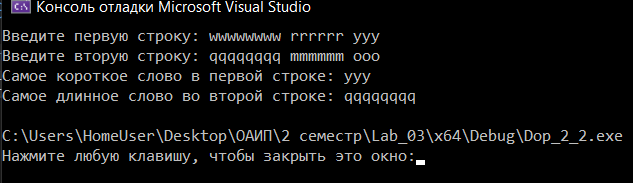 Консоль отладки Microsoft Visual Studio
Введите первую строку: wwwwwwww rrrrrr yyy
Введите вторую строку: qqqqqqqq mmmmmm ooo
Самое короткое слово в первой строке: yyy
Самое длинное слово во второй строке: qqqqqqqq
C:\Users\HomeUser\Desktop\ОАИП\2 семестр\Lab_03\x64\Debug\Dop_2_2.exe
Нажмите любую клавишу, чтобы закрыть это окно: